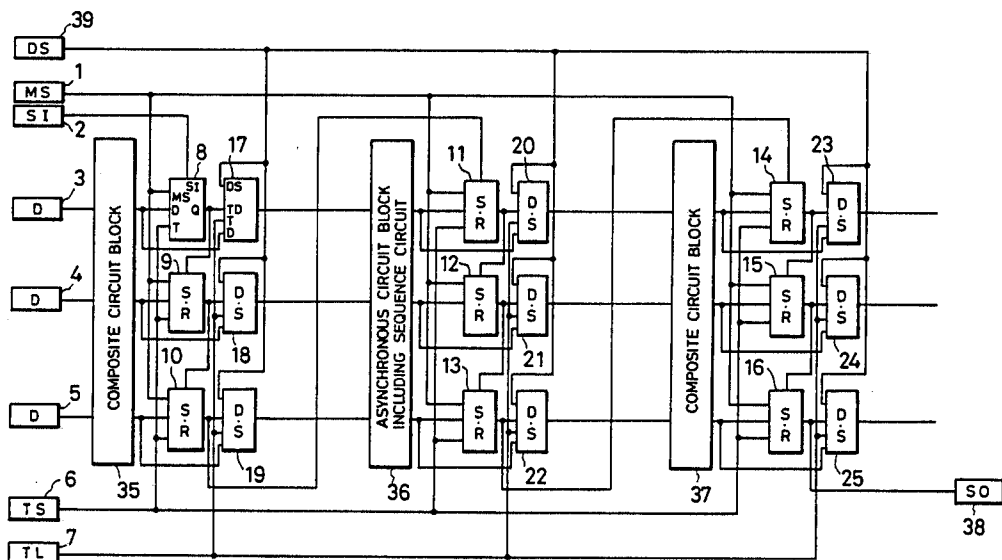 39
DS
1
MS
SI
2
3
D
4
D
5
D
6
TS
7
TL
COMPOSITE CIRCUIT BLOCK
35
8
SI
MS
D Q
T
17
DS
TD
T
D
9
S·R
D·S
18
10
S·R
D·S
19
ASYNCHRONOUS CIRCUIT BLOCK
INCLUDING SEQUENCE CIRCUIT
36
11
S·R
20
D·S
12
S·R
D·S
21
13
S·R
D·S
22
COMPOSITE CIRCUIT BLOCK
37
14
S·R
23
D·S
15
S·R
D·S
24
16
S·R
D·S
25
SO
38